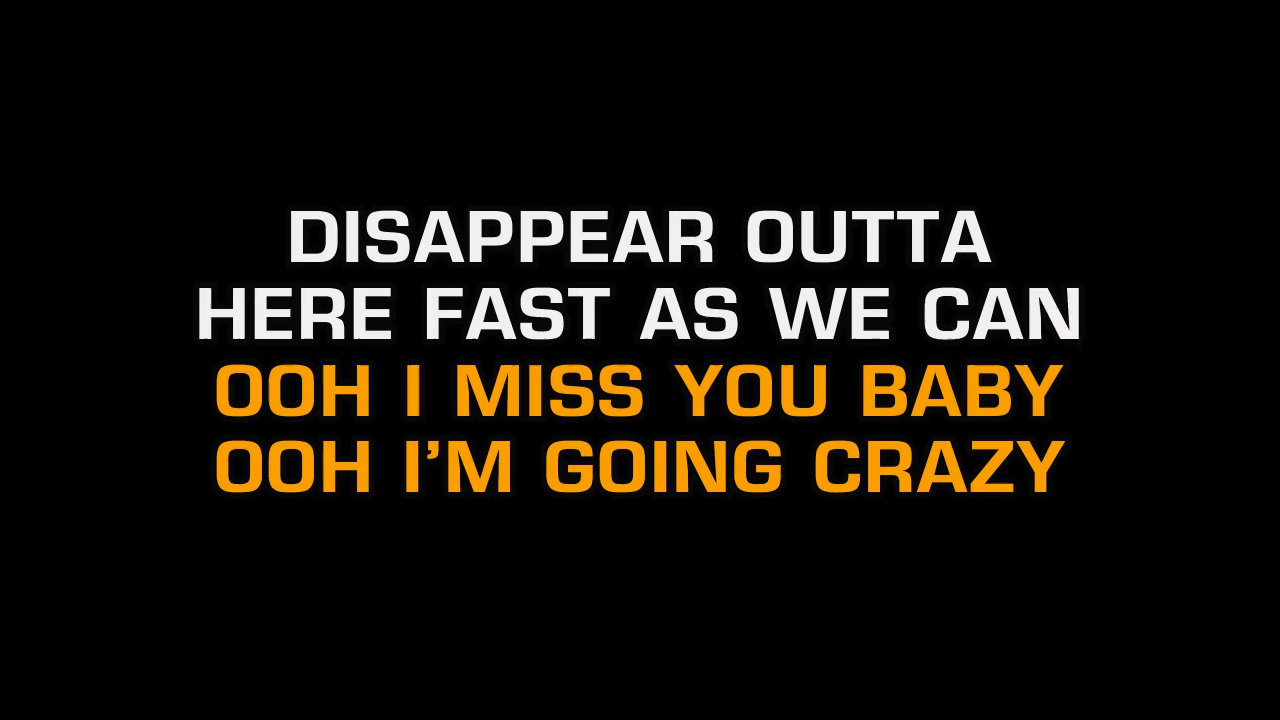 DISAPPEAR OUTTA
HERE FAST AS WE CAN
OOH I MISS YOU BABY
OOH I’M GOING CRAZY